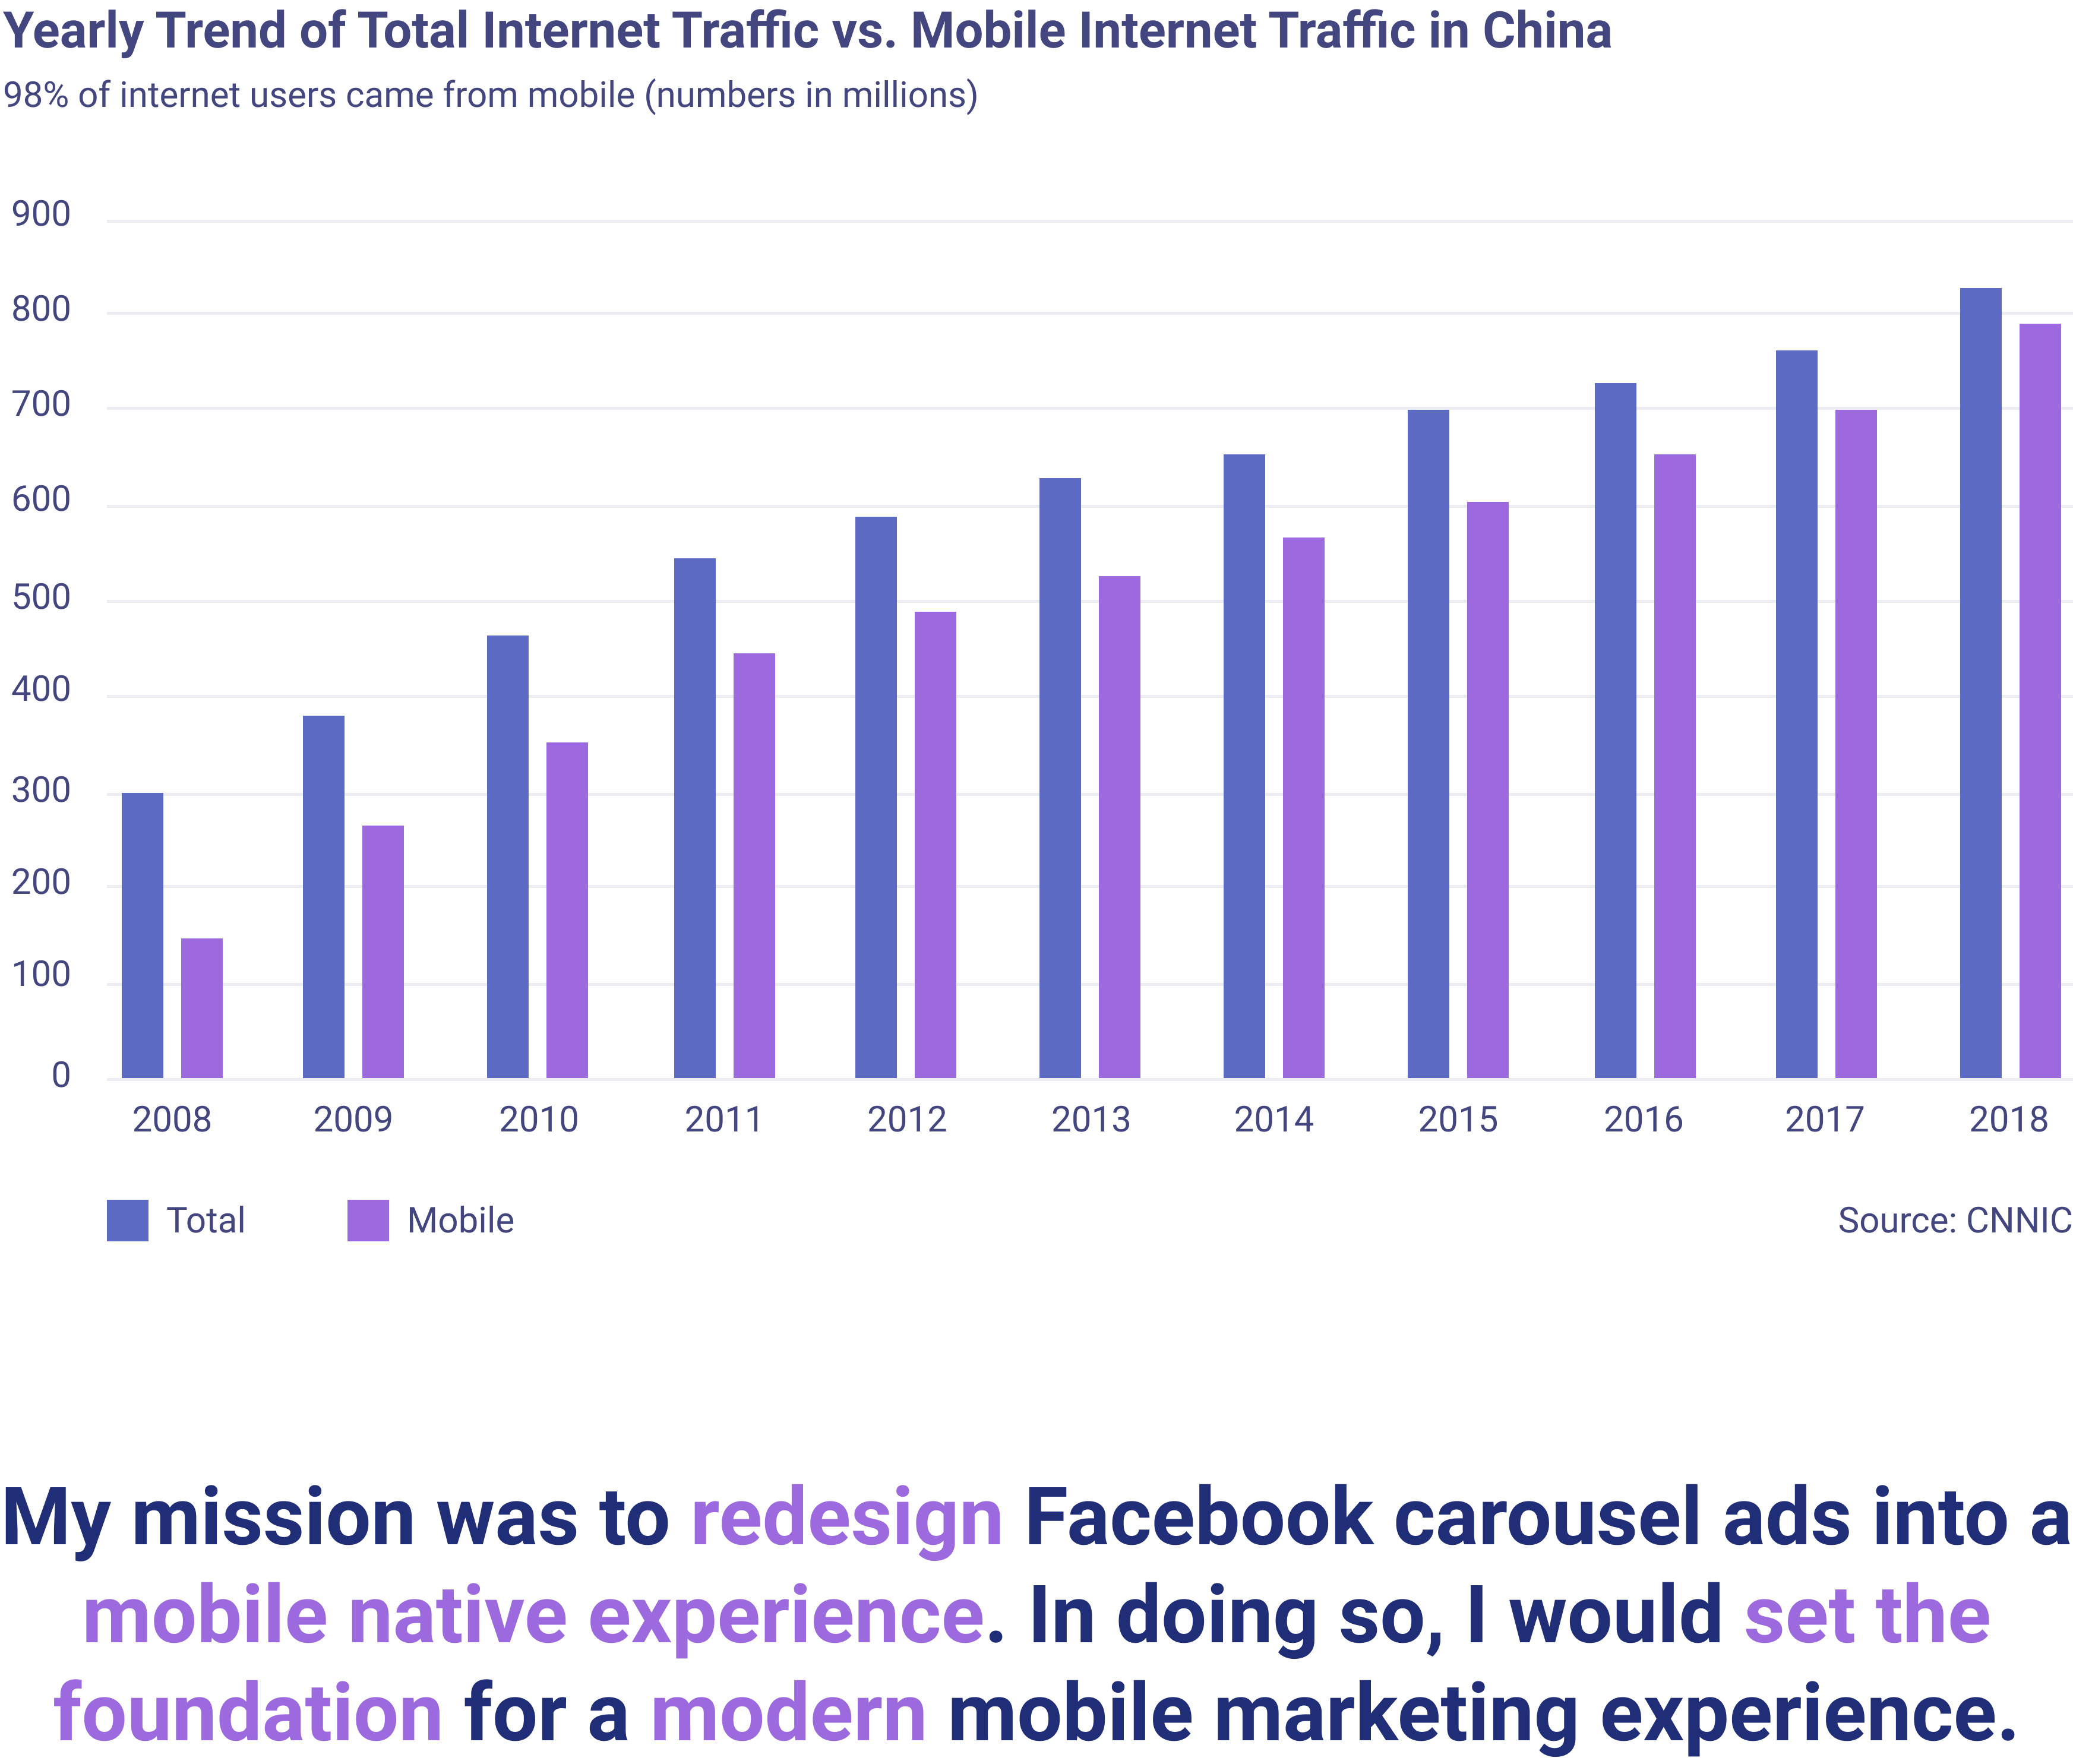 Yearly Trend of Total Internet Traffic vs. Mobile Internet Traffic in China
98% of internet users came from mobile (numbers in millions)
900
800
700
600
500
400
300
200
100
0
2008 2009 2010 2011 2012 2013 2014 2015 2016 2017 2018
Total Mobile Source: CNNIC
My mission was to redesign Facebook carousel ads into a
mobile native experience. In doing so, I would set the
foundation for a modern mobile marketing experience.